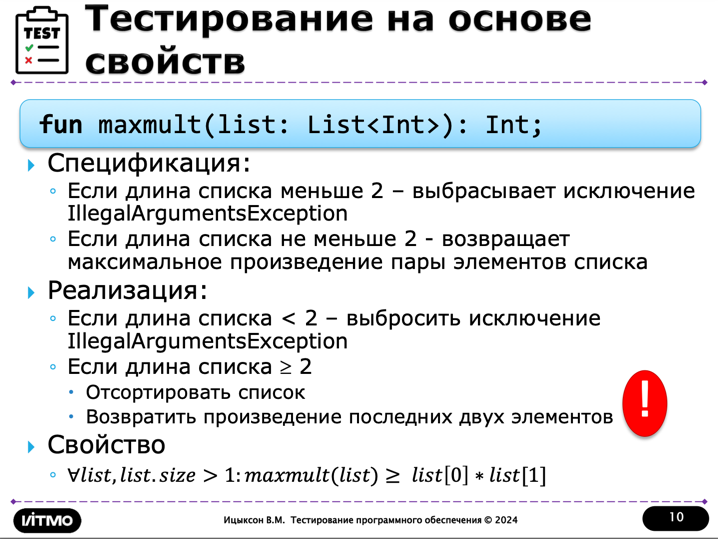 TEST
Тестирование на основе
свойств
fun maxmult(list: List<Int>): Int;
Спецификация:
Если длина списка меньше 2 – выбрасывает исключение
IllegalArgumentsException
Если длина списка не меньше 2 - возвращает
максимальное произведение пары элементов списка
Реализация:
Если длина списка < 2 – выбросить исключение
IllegalArgumentsException
Если длина списка ≥ 2
Отсортировать список
Возвратить произведение последних двух элементов
!
Свойство
∀list, list.size > 1: maxmult(list) ≥ list[0] ∗ list[1]
ИТМО
Ицыксон В.М. Тестирование программного обеспечения © 2024
10